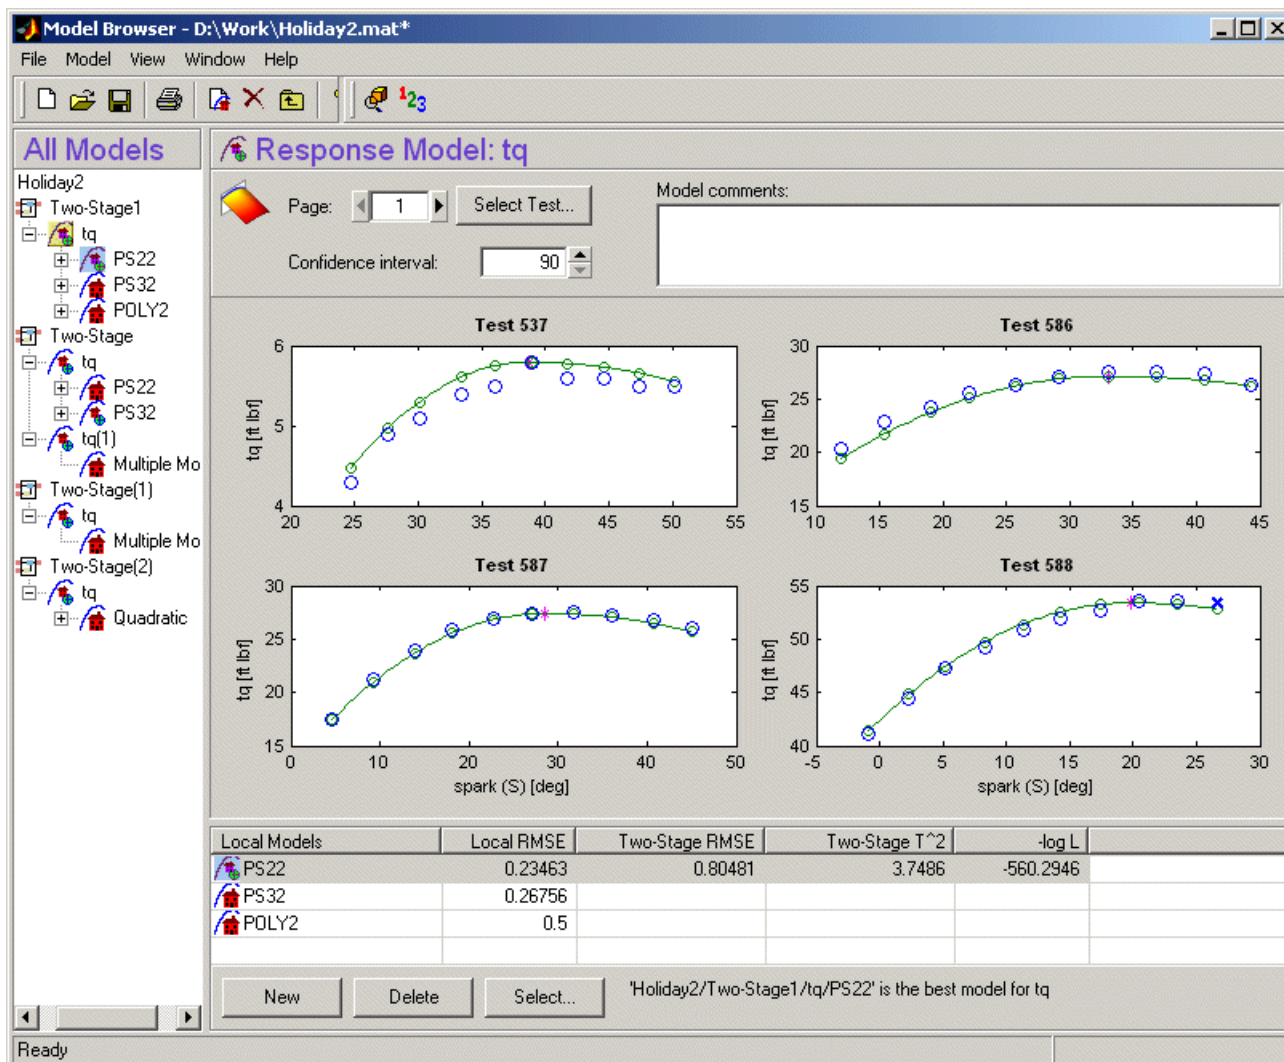 Model Browser - D:\Work\Holiday2.mat*
File Model View Window Help
123
All Models
Response Model: tq
Holiday2
Two-Stage1
tq
PS22
PS32
POLY2
Two-Stage
tq
PS22
PS32
tq(1)
Multiple Mo
Two-Stage(1)
tq
Multiple Mo
Two-Stage(2)
tq
Quadratic
Page: 1 Select Test...
Model comments:
Confidence interval: 90
Test 537
6
5
4
tq [ft lbf]
20 25 30 35 40 45 50 55
Test 586
30
25
20
15
tq [ft lbf]
10 15 20 25 30 35 40 45
Test 587
30
25
20
15
tq [ft lbf]
0 10 20 30 40 50
spark (S) [deg]
Test 588
55
50
45
40
tq [ft lbf]
-5 0 5 10 15 20 25 30
spark (S) [deg]
Local Models Local RMSE Two-Stage RMSE Two-Stage T^2 -log L
PS22 0.23463 0.80481 3.7486 -560.2946
PS32 0.26756
POLY2 0.5
New Delete Select... 'Holiday2/Two-Stage1/tq/PS22' is the best model for tq
Ready